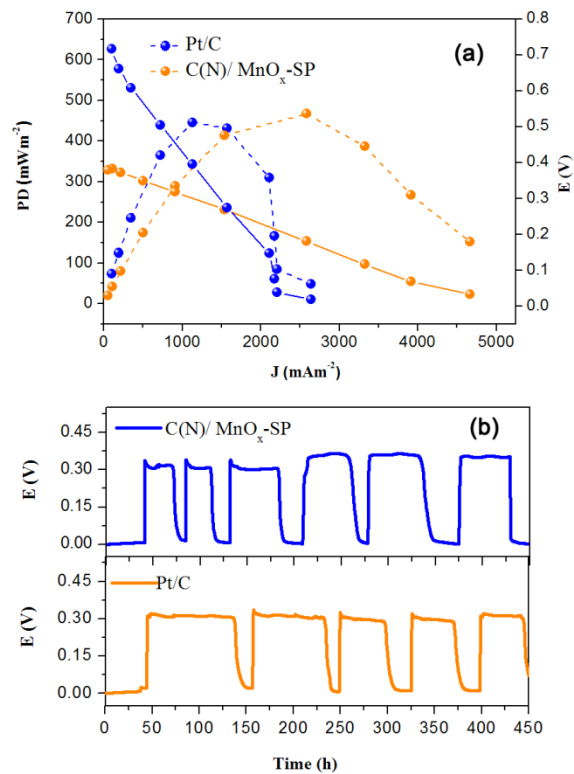 700
600
500
400
300
200
100
0
PD (mWm-2)
Pt/C
C(N)/ MnOx-SP
(a)
0.8
0.7
0.6
0.5
0.4
0.3
0.2
0.1
0.0
E (V)
0 1000 2000 3000 4000 5000
J (mAm-2)
C(N)/ MnOx-SP
(b)
0.45
0.30
0.15
0.00
E (V)
Pt/C
0.45
0.30
0.15
0.00
E (V)
0 50 100 150 200 250 300 350 400 450
Time (h)